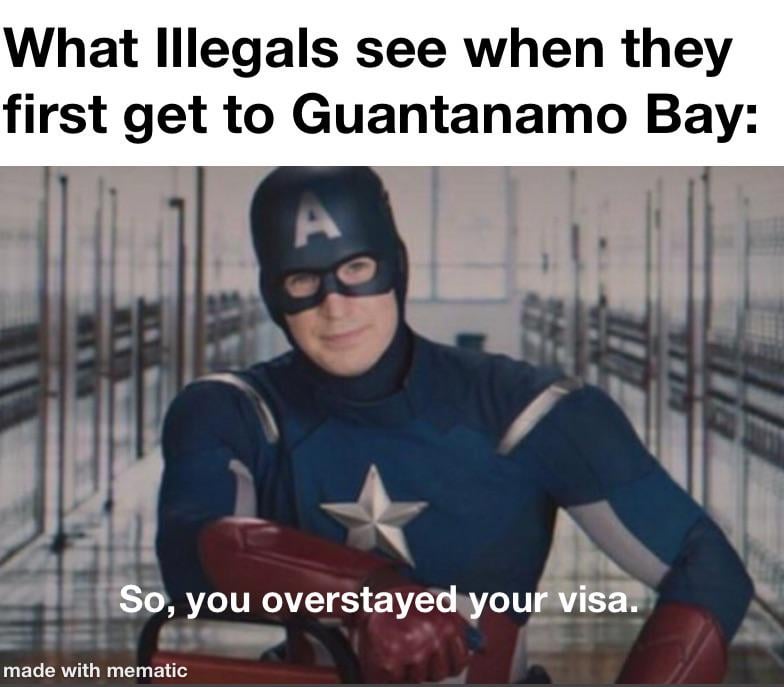 What Illegals see when they
first get to Guantanamo Bay:
A
So, you overstayed your visa.
made with mematic